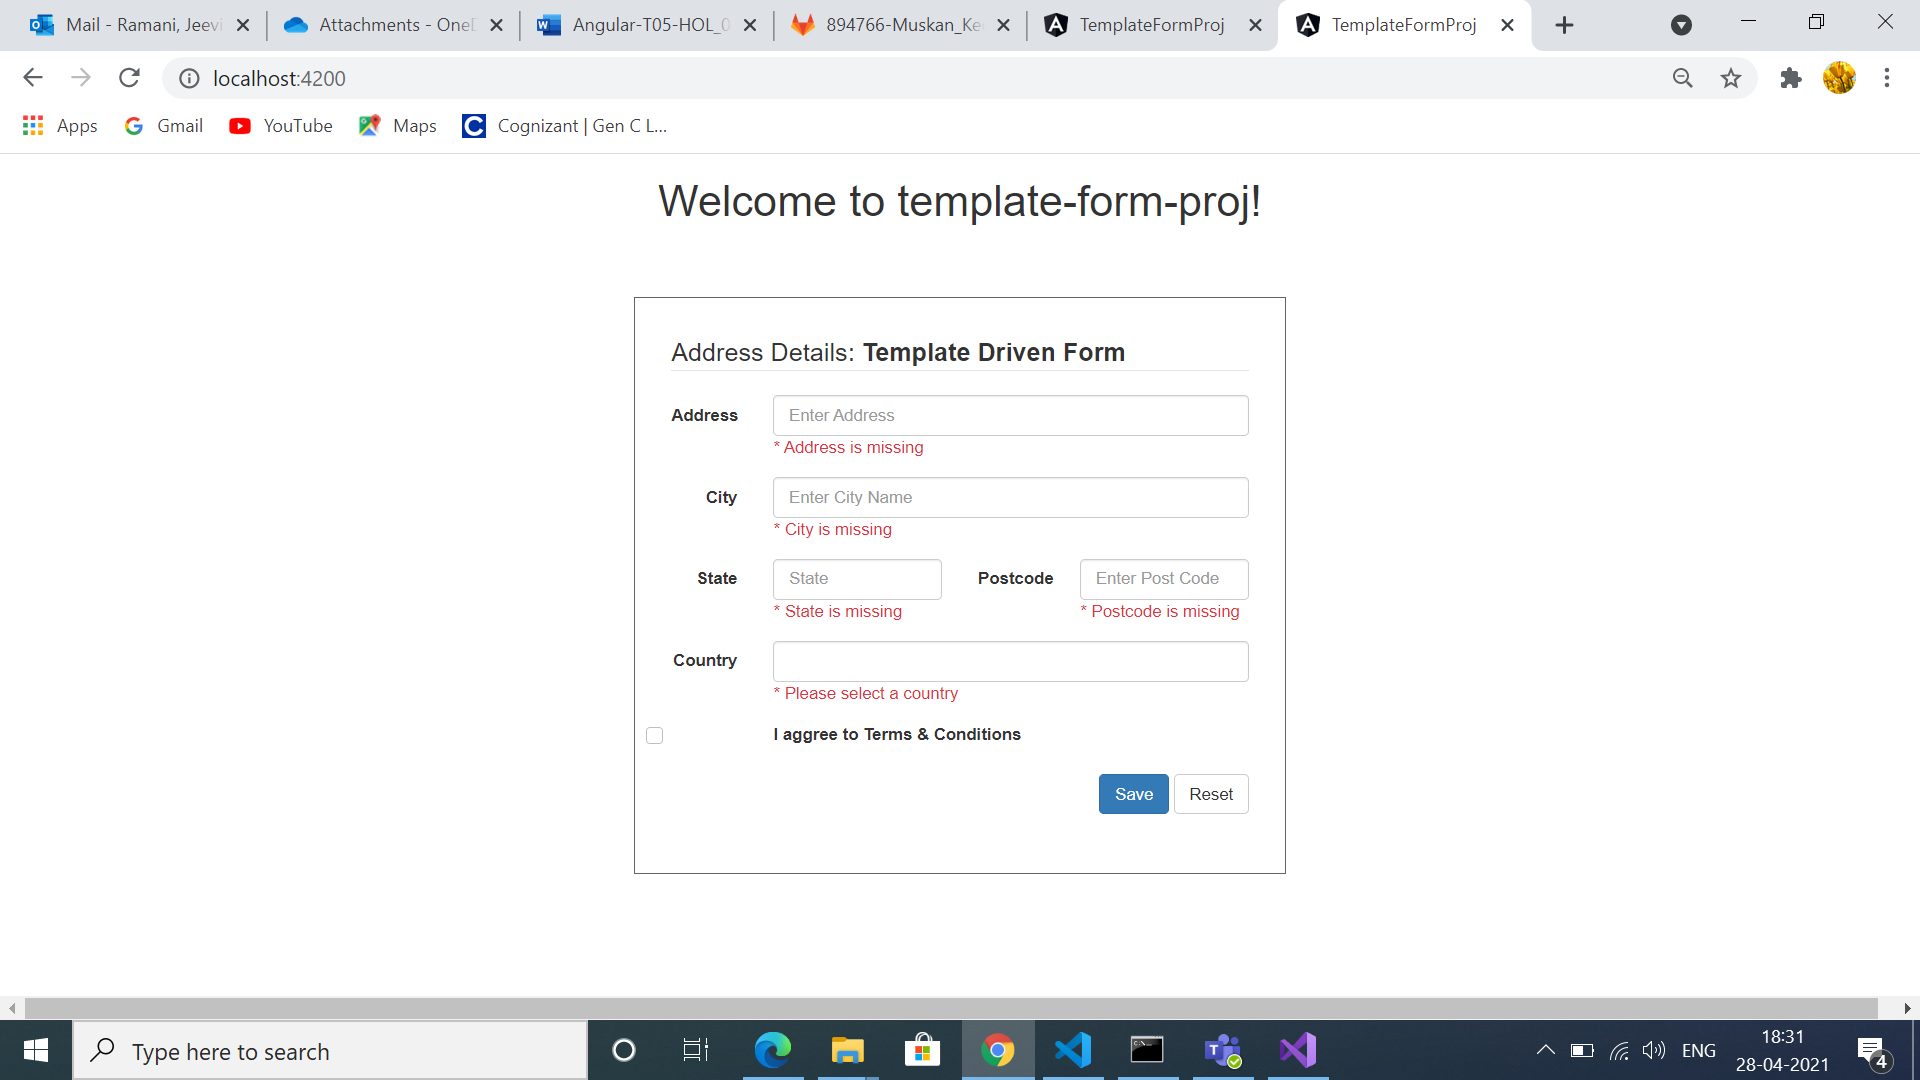 Mail - Ramani, Jeevi
Attachments - OneD
Angular-T05-HOL_0
894766-Muskan_Ke
TemplateFormProj
TemplateFormProj
localhost:4200
Apps
Gmail
YouTube
Maps
Cognizant | Gen C L...
Welcome to template-form-proj!
Address Details: Template Driven Form
Address
Enter Address
* Address is missing
City
Enter City Name
* City is missing
State
State
Postcode
Enter Post Code
* State is missing
* Postcode is missing
Country
* Please select a country
I aggree to Terms & Conditions
Save
Reset
Type here to search
ENG
18:31
28-04-2021
4